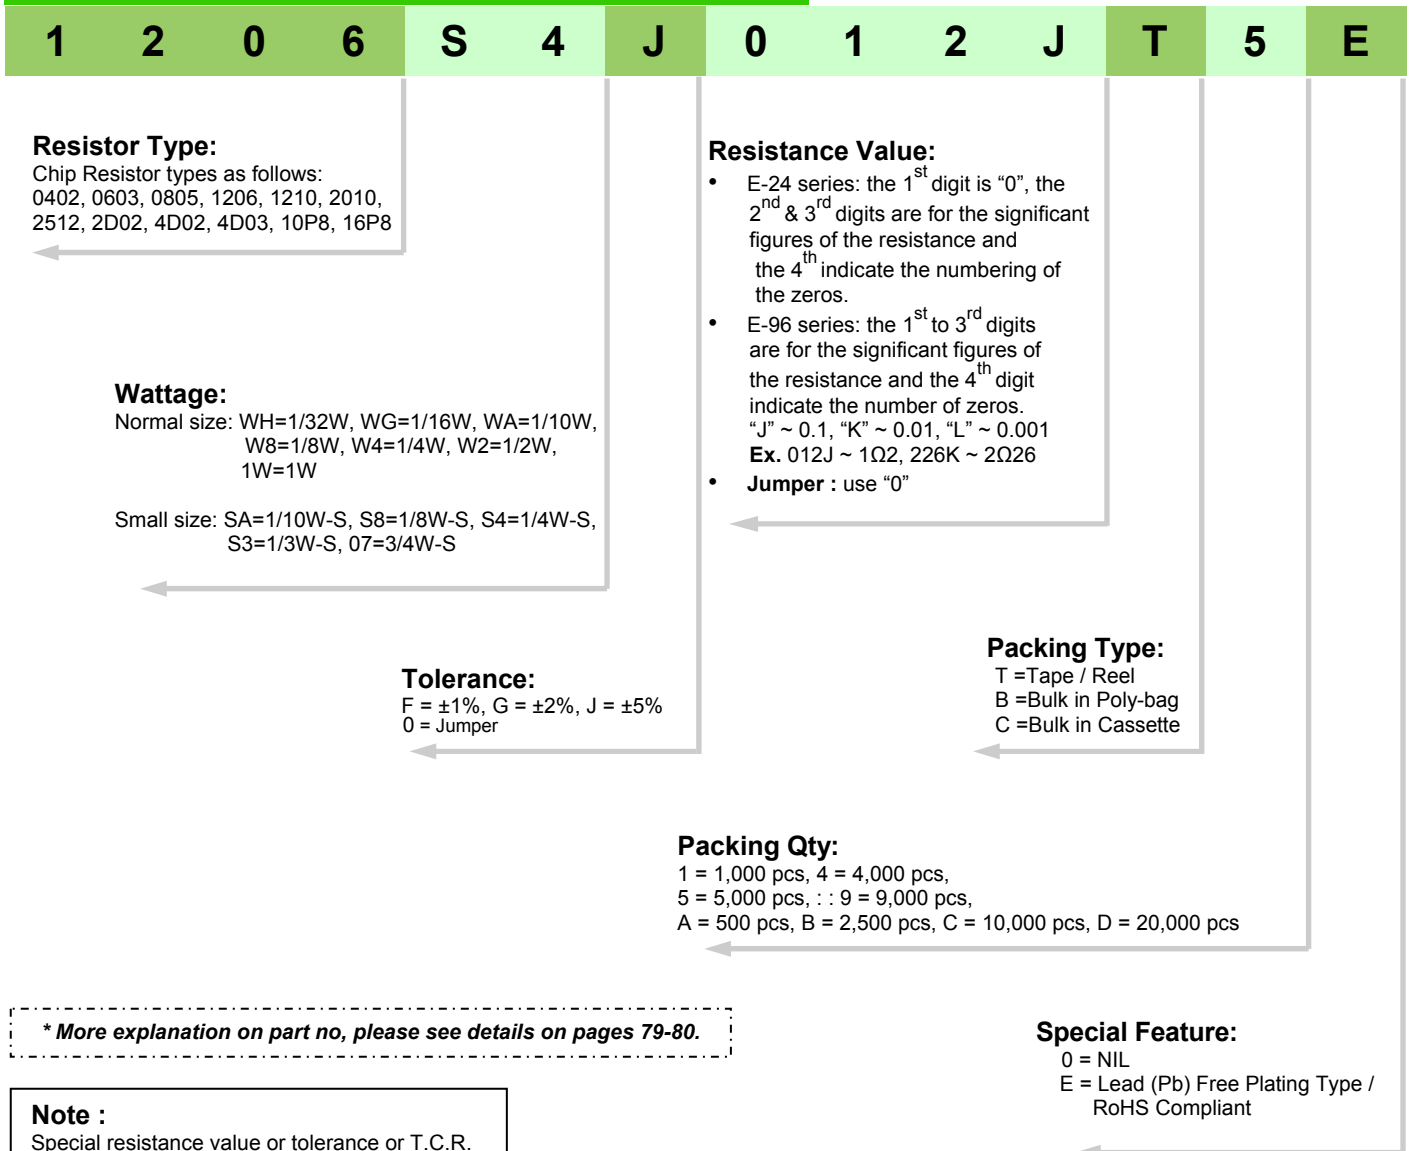 1 2 0 6 S 4 J 0 1 2 J T 5 E
Resistor Type:
Chip Resistor types as follows:
0402, 0603, 0805, 1206, 1210, 2010,
2512, 2D02, 4D02, 4D03, 10P8, 16P8
Resistance Value:
• E-24 series: the 1st digit is “0”, the
2nd & 3rd digits are for the significant
figures of the resistance and
the 4th indicate the numbering of
the zeros.
• E-96 series: the 1st to 3rd digits
are for the significant figures of
the resistance and the 4th digit
indicate the number of zeros.
“J” ~ 0.1, “K” ~ 0.01, “L” ~ 0.001
Ex. 012J ~ 1Ω2, 226K ~ 2Ω26
• Jumper : use “0”
Wattage:
Normal size: WH=1/32W, WG=1/16W, WA=1/10W,
W8=1/8W, W4=1/4W, W2=1/2W,
1W=1W
Small size: SA=1/10W-S, S8=1/8W-S, S4=1/4W-S,
S3=1/3W-S, 07=3/4W-S
Tolerance:
F = ±1%, G = ±2%, J = ±5%
0 = Jumper
Packing Type:
T =Tape / Reel
B =Bulk in Poly-bag
C =Bulk in Cassette
Packing Qty:
1 = 1,000 pcs, 4 = 4,000 pcs,
5 = 5,000 pcs, : : 9 = 9,000 pcs,
A = 500 pcs, B = 2,500 pcs, C = 10,000 pcs, D = 20,000 pcs
* More explanation on part no, please see details on pages 79-80.
Special Feature:
0 = NIL
E = Lead (Pb) Free Plating Type /
RoHS Compliant
Note :
Special resistance value or tolerance or T.C.R.